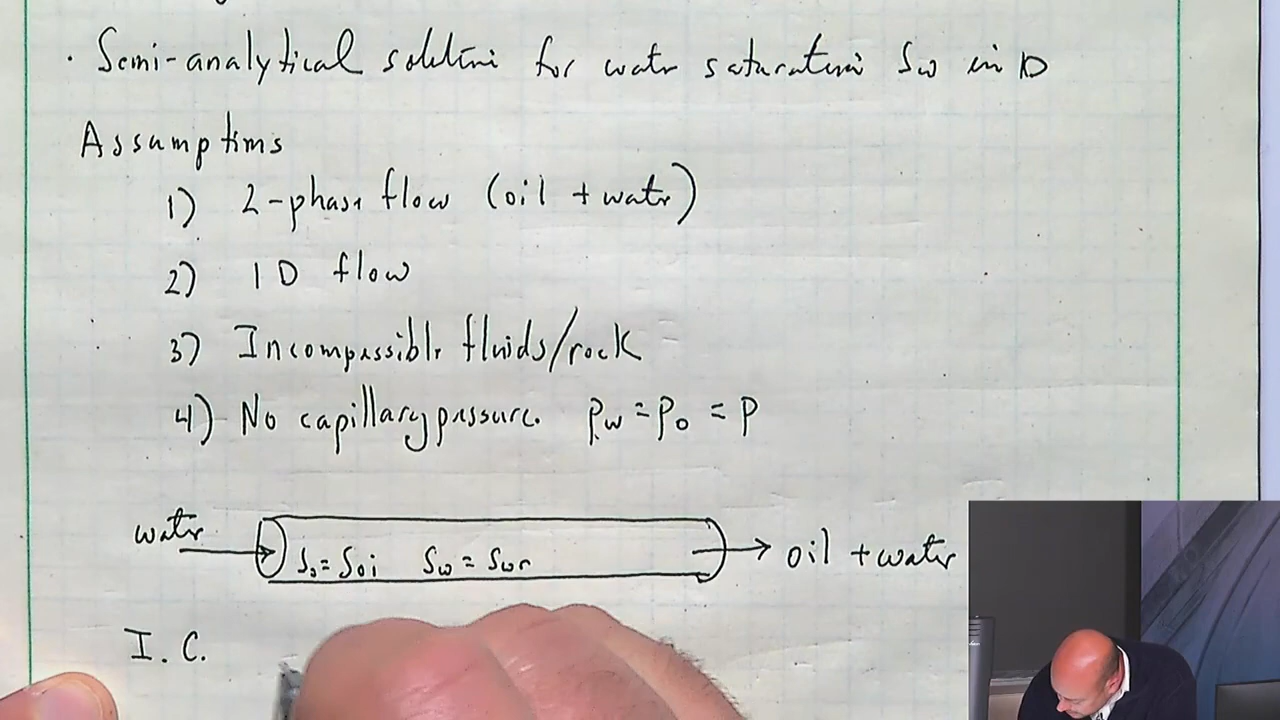 · Semi-analytical solution for water saturation Sw in 1D
Assumptions
1) 2-phase flow (oil + water)
2) 1D flow
3) Incompressible fluids/rock
4) No capillary pressure. pw = po = p
water
So = Soi Sw = Swr
oil + water
I.C.